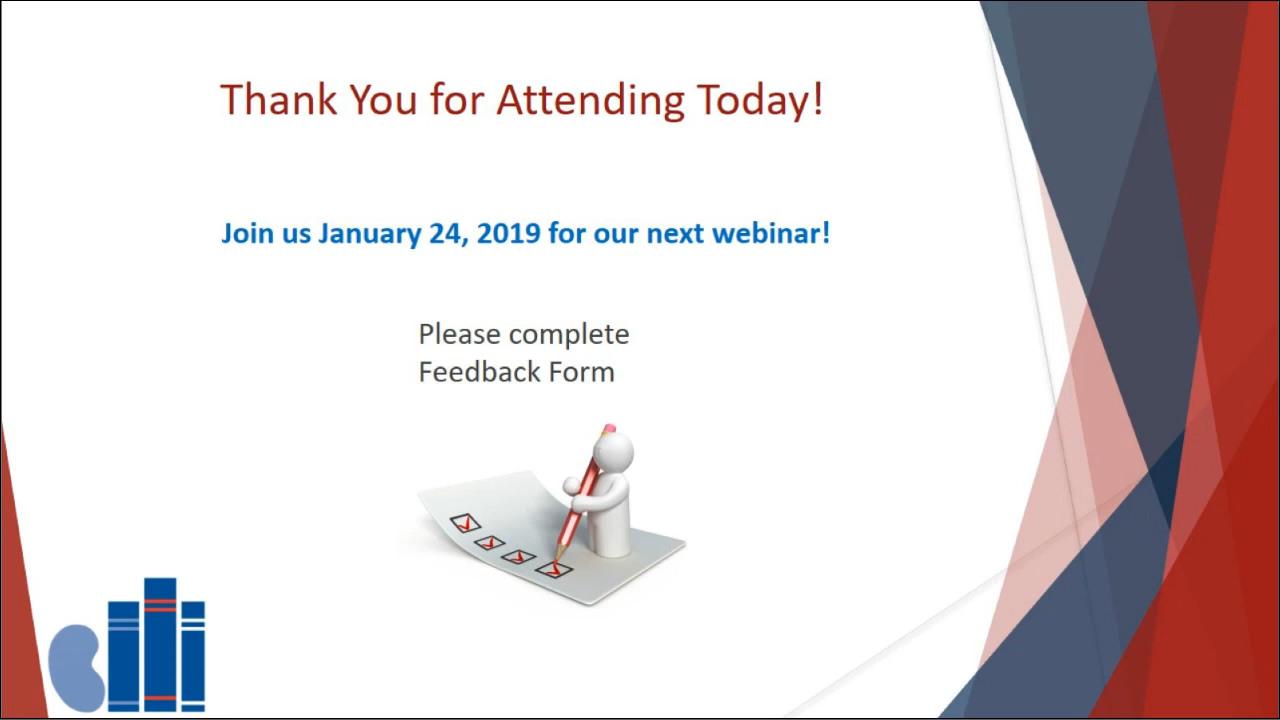 Thank You for Attending Today!
Join us January 24, 2019 for our next webinar!
Please complete
Feedback Form